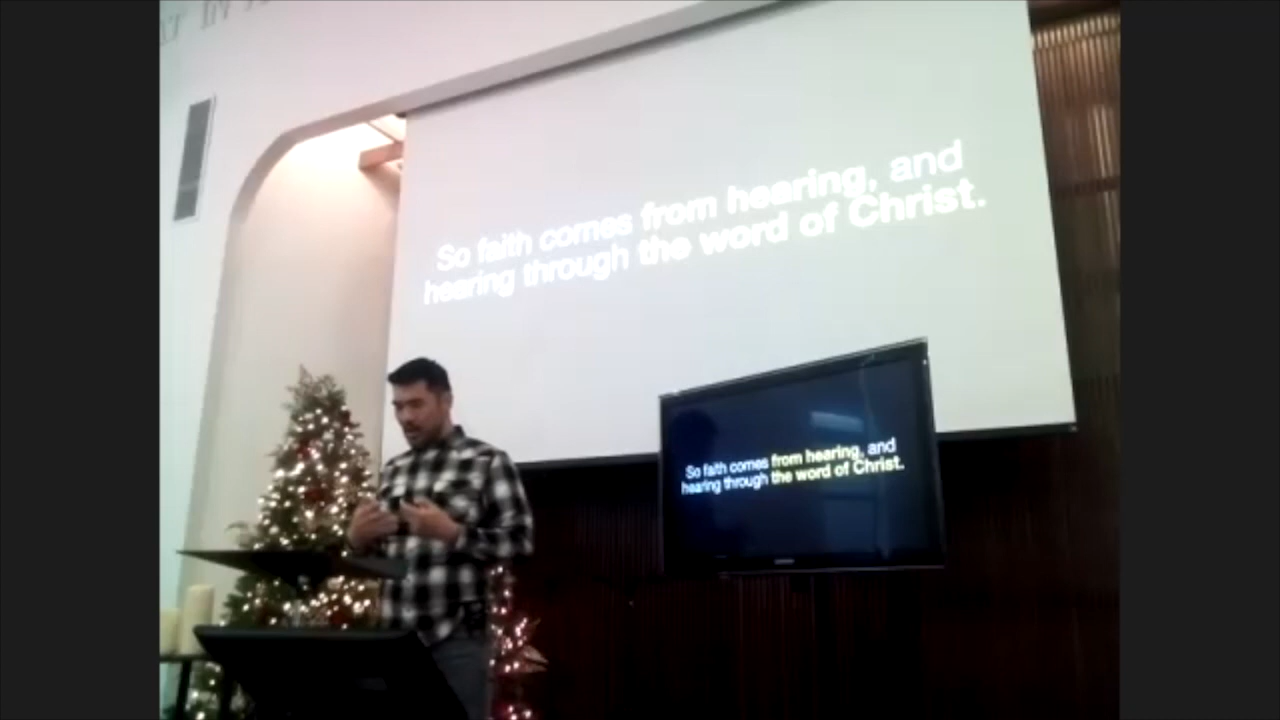 So faith comes from hearing, and
hearing through the word of Christ.
So faith comes from hearing, and
hearing through the word of Christ.